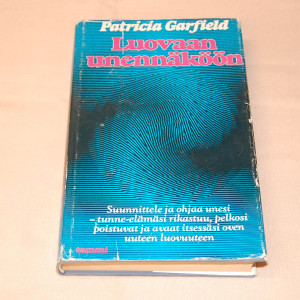 Patricia Garfield
Luovaan
unennäköön
Suunnittele ja ohjaa unesi
– tunne-elämäsi rikastuu, pelkosi
poistuvat ja avaat itsessäsi oven
uuteen luovuuteen
tammi